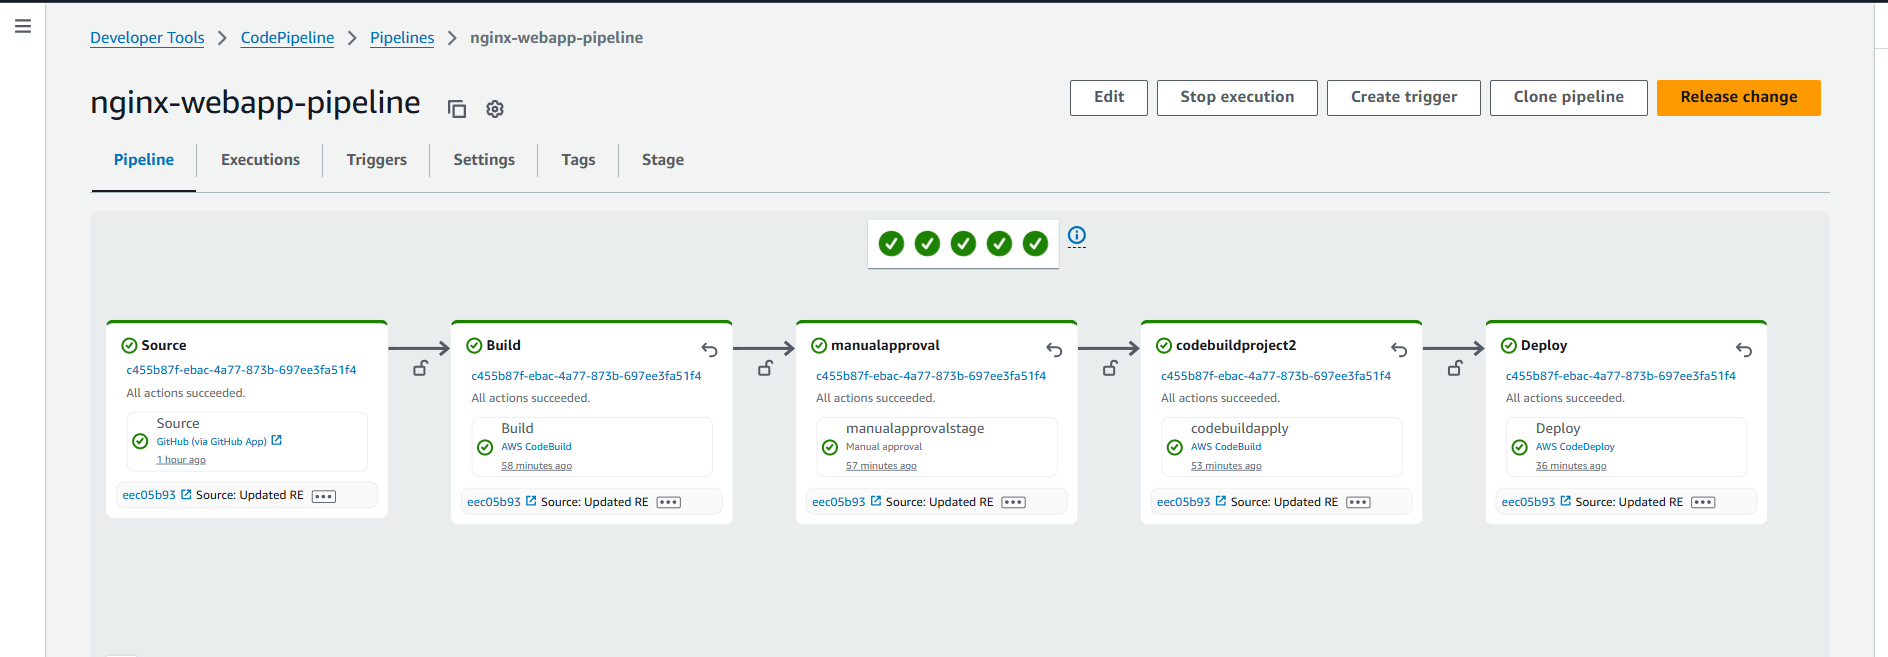 Developer Tools > CodePipeline > Pipelines > nginx-webapp-pipeline
nginx-webapp-pipeline
Edit
Stop execution
Create trigger
Clone pipeline
Release change
Pipeline
Executions
Triggers
Settings
Tags
Stage
Source
c455b87f-ebac-4a77-873b-697ee3fa51f4
All actions succeeded.
Source
GitHub (via GitHub App)
1 hour ago
eec05b93 Source: Updated RE
Build
c455b87f-ebac-4a77-873b-697ee3fa51f4
All actions succeeded.
Build
AWS CodeBuild
58 minutes ago
eec05b93 Source: Updated RE
manualapproval
c455b87f-ebac-4a77-873b-697ee3fa51f4
All actions succeeded.
manualapprovalstage
Manual approval
57 minutes ago
eec05b93 Source: Updated RE
codebuildproject2
c455b87f-ebac-4a77-873b-697ee3fa51f4
All actions succeeded.
codebuildapply
AWS CodeBuild
53 minutes ago
eec05b93 Source: Updated RE
Deploy
c455b87f-ebac-4a77-873b-697ee3fa51f4
All actions succeeded.
Deploy
AWS CodeDeploy
36 minutes ago
eec05b93 Source: Updated RE